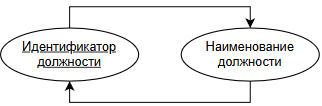 Идентификатор
должности
Наименование
должности